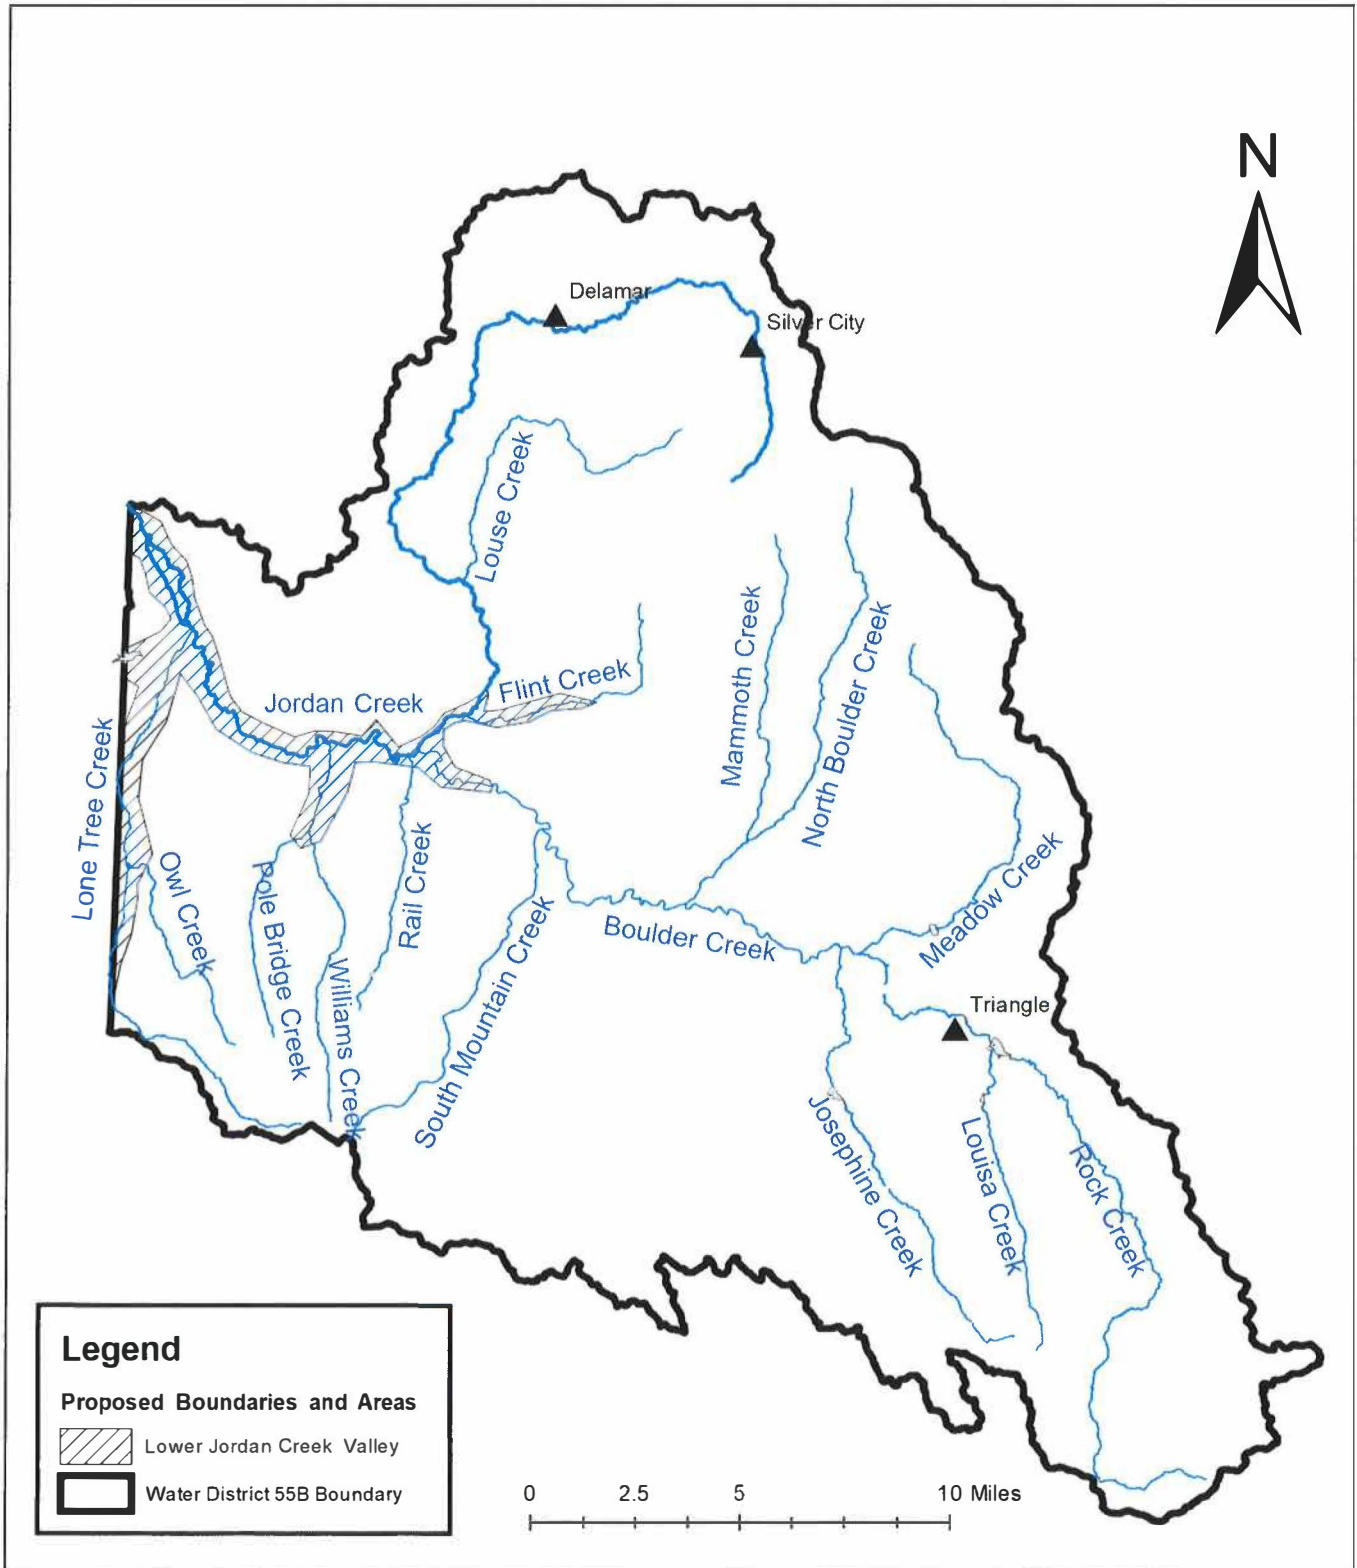 N
Delamar
Silver City
Louse Creek
Flint Creek
Jordan Creek
Mammoth Creek
North Boulder Creek
Lone Tree Creek
Owl Creek
Pole Bridge Creek
Williams Creek
Rail Creek
South Mountain Creek
Boulder Creek
Meadow Creek
Triangle
Josephine Creek
Louisa Creek
Rock Creek
Legend
Proposed Boundaries and Areas
Lower Jordan Creek Valley
Water District 55B Boundary
0 2.5 5 10 Miles